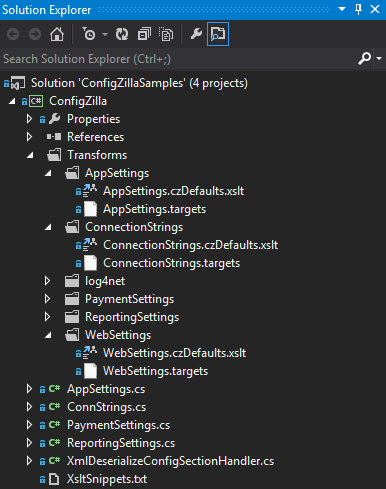 Solution Explorer
Search Solution Explorer (Ctrl+;)
Solution 'ConfigZillaSamples' (4 projects)
C# ConfigZilla
Properties
References
Transforms
AppSettings
AppSettings.czDefaults.xslt
AppSettings.targets
ConnectionStrings
ConnectionStrings.czDefaults.xslt
ConnectionStrings.targets
log4net
PaymentSettings
ReportingSettings
WebSettings
WebSettings.czDefaults.xslt
WebSettings.targets
C# AppSettings.cs
C# ConnStrings.cs
C# PaymentSettings.cs
C# ReportingSettings.cs
C# XmlDeserializeConfigSectionHandler.cs
XsltSnippets.txt